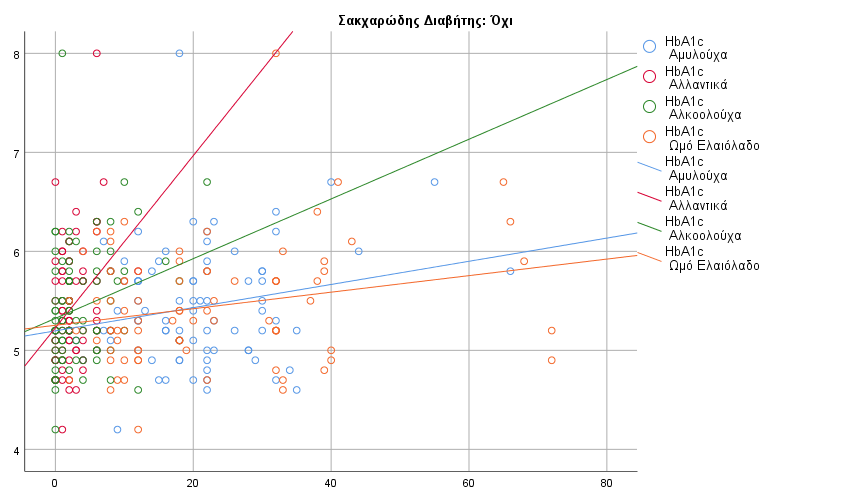 Σακχαρώδης Διαβήτης: Όχι
8
7
6
5
4
0
20
40
60
80
HbA1c
Αμυλούχα
HbA1c
Αλλαντικά
HbA1c
Αλκοολούχα
HbA1c
Ωμό Ελαιόλαδο
HbA1c
Αμυλούχα
HbA1c
Αλλαντικά
HbA1c
Αλκοολούχα
HbA1c
Ωμό Ελαιόλαδο